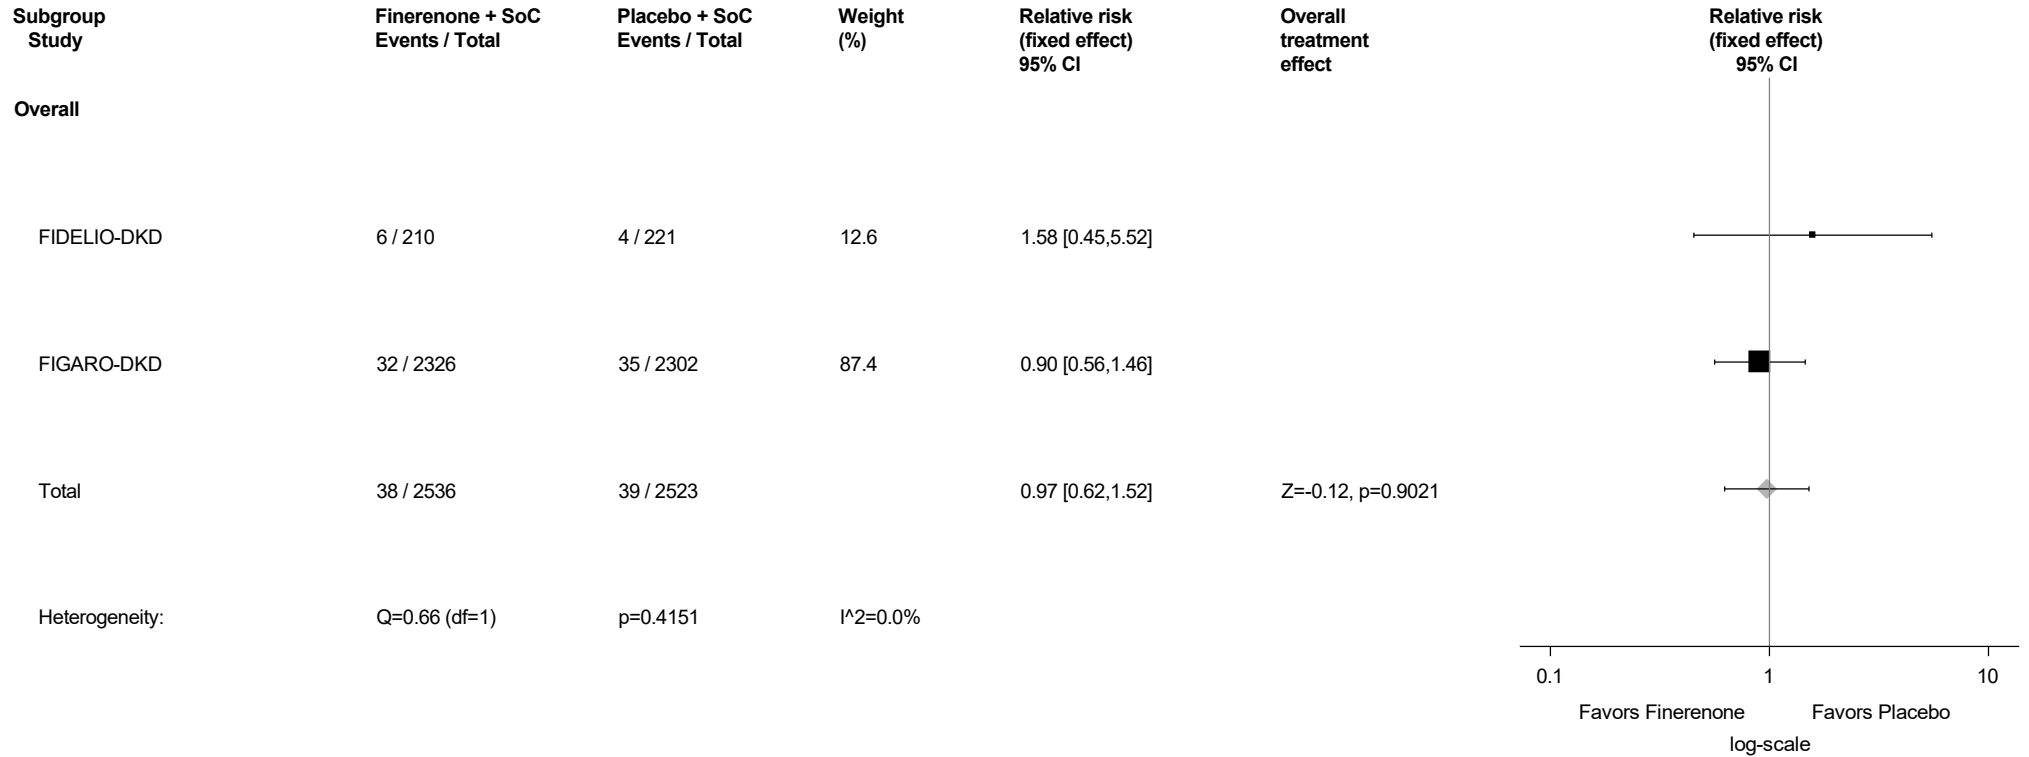 Subgroup Finerenone + SoC Placebo + SoC Weight Relative risk Overall Relative risk
Study Events / Total Events / Total (%) (fixed effect) treatment (fixed effect)
95% CI effect 95% CI
Overall
FIDELIO-DKD 6 / 210 4 / 221 12.6 1.58 [0.45,5.52]
FIGARO-DKD 32 / 2326 35 / 2302 87.4 0.90 [0.56,1.46]
Total 38 / 2536 39 / 2523 0.97 [0.62,1.52] Z=-0.12, p=0.9021
Heterogeneity: Q=0.66 (df=1) p=0.4151 I^2=0.0%
0.1 1 10
Favors Finerenone Favors Placebo
log-scale